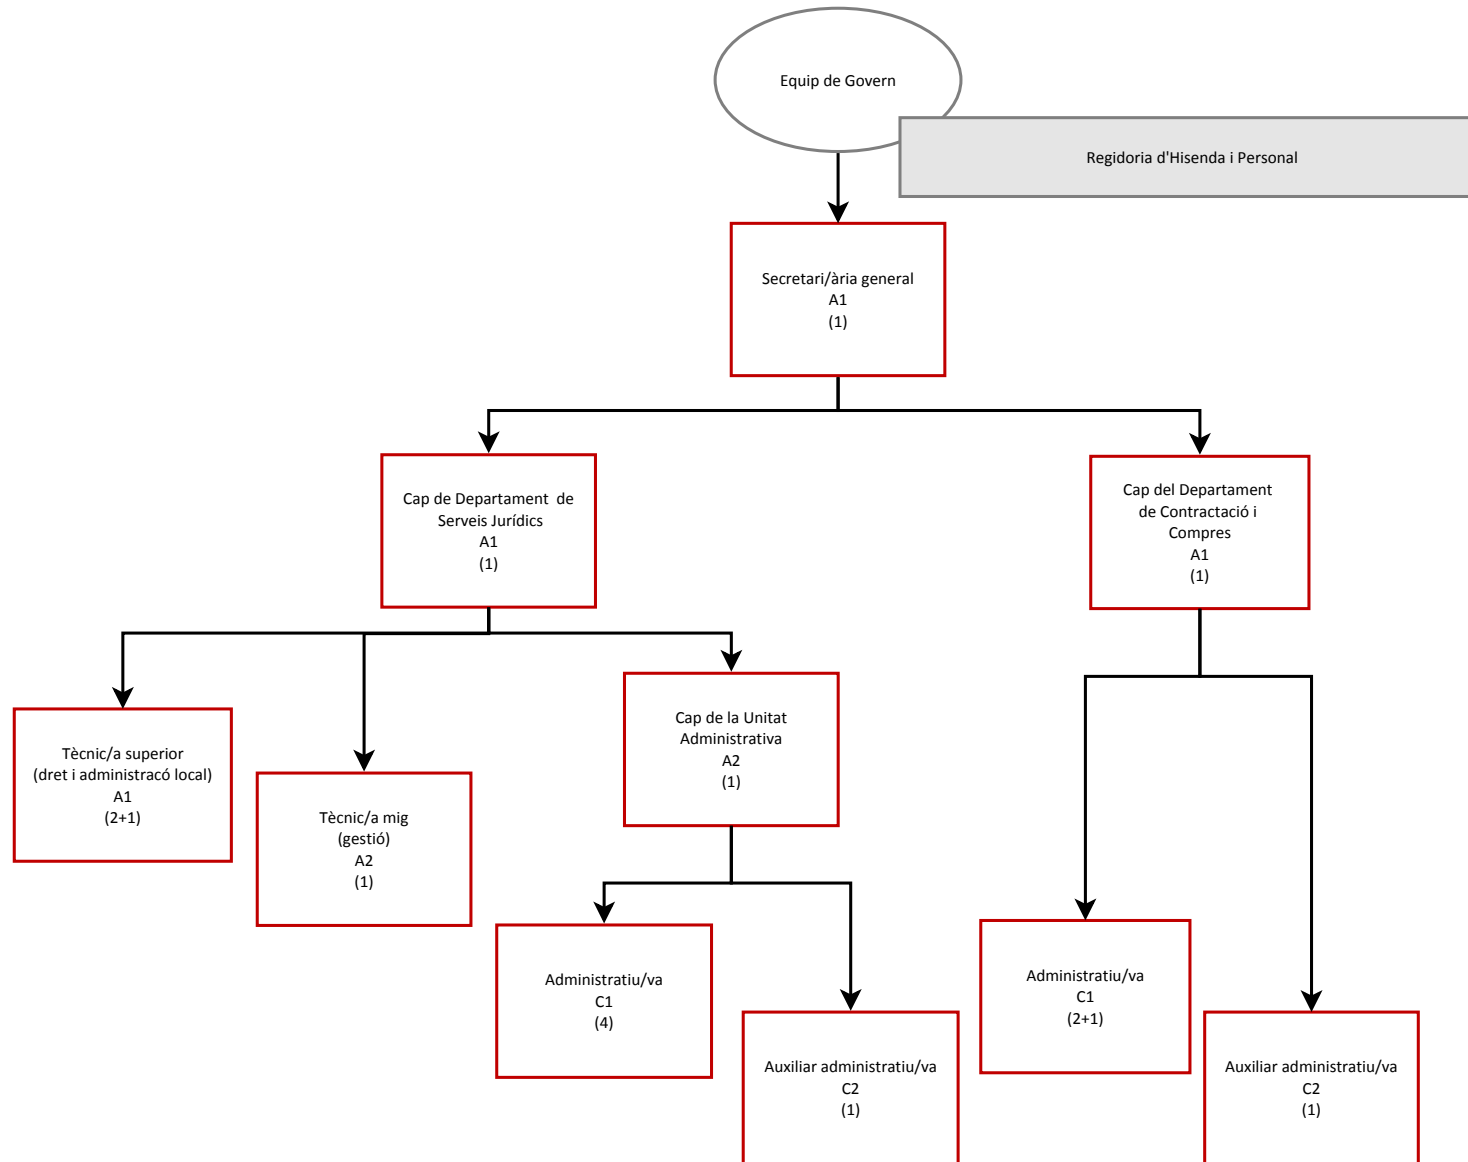 Equip de Govern
Regidoria d'Hisenda i Personal
Secretari/ària general
A1
(1)
Cap de Departament  de
Serveis Jurídics
A1
(1)
Cap del Departament
de Contractació i
Compres
A1
(1)
Tècnic/a superior
(dret i administracó local)
A1
(2+1)
Tècnic/a mig
(gestió)
A2
(1)
Cap de la Unitat
Administrativa
A2
(1)
Administratiu/va
C1
(4)
Auxiliar administratiu/va
C2
(1)
Administratiu/va
C1
(2+1)
Auxiliar administratiu/va
C2
(1)